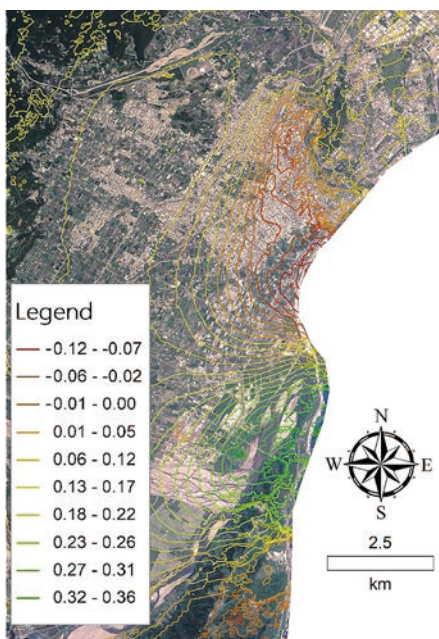 Legend
-0.12 - -0.07
-0.06 - -0.02
-0.01 - 0.00
0.01 - 0.05
0.06 - 0.12
0.13 - 0.17
0.18 - 0.22
0.23 - 0.26
0.27 - 0.31
0.32 - 0.36
N
W E
S
2.5
km